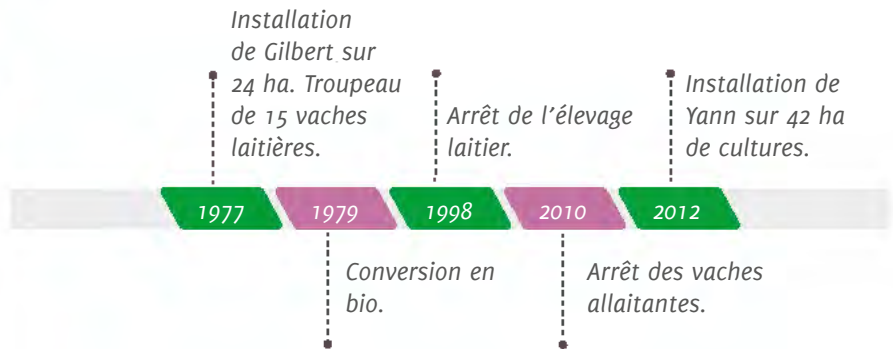 Installation
de Gilbert sur
24 ha. Troupeau
de 15 vaches
laitières.
Arrêt de l'élevage
laitier.
Installation de
Yann sur 42 ha
de cultures.
1977
1979
1998
2010
2012
Conversion en
bio.
Arrêt des vaches
allaitantes.